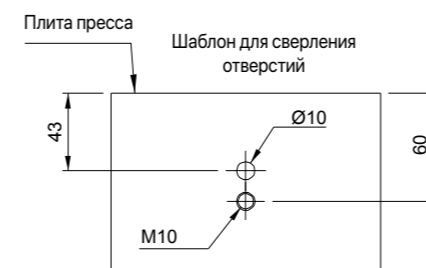 Плита пресса
Шаблон для сверления
отверстий
43
Ø10
60
M10